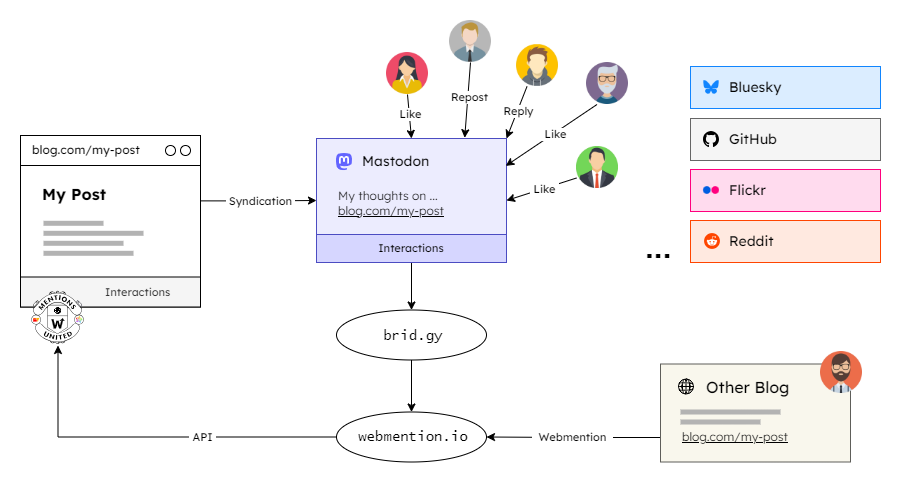 blog.com/my-post
My Post
Interactions
MENTIONS
W
UNITED
Syndication
Like
Repost
Reply
Like
Like
Mastodon
My thoughts on ...
blog.com/my-post
Interactions
brid.gy
webmention.io
API
Webmention
...
Bluesky
GitHub
Flickr
Reddit
Other Blog
blog.com/my-post